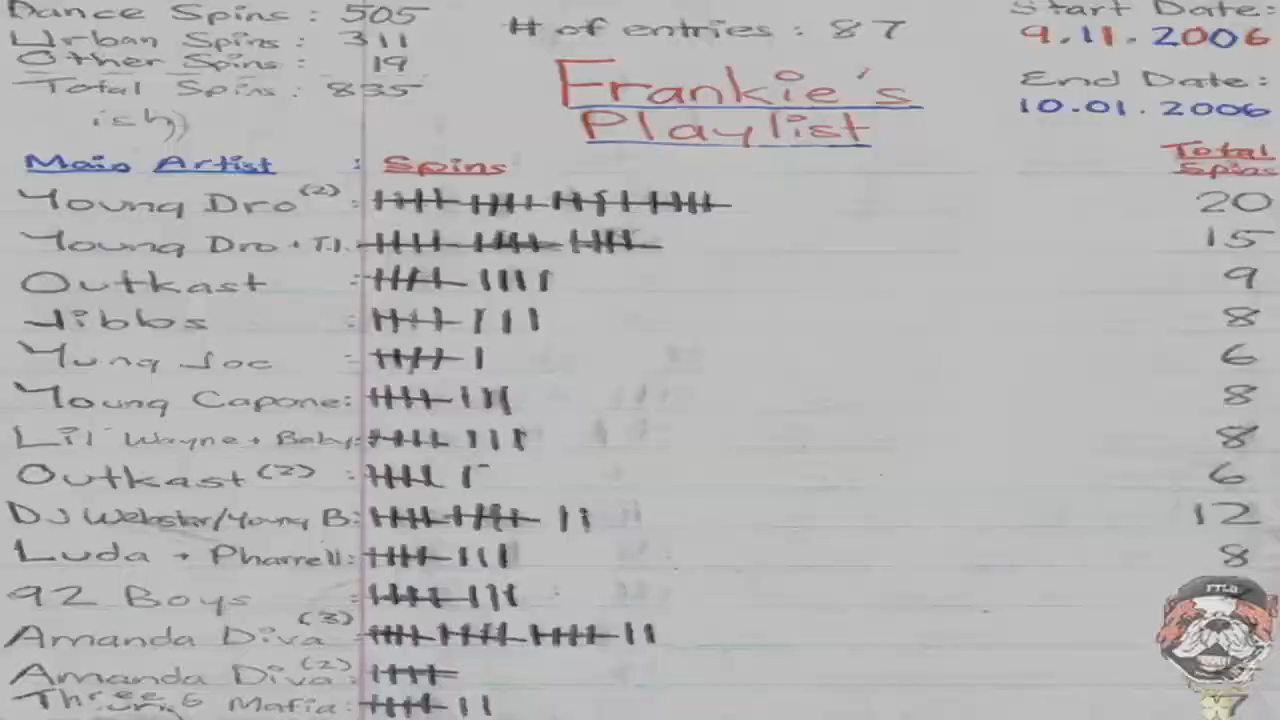 Dance Spins : 505
Urban Spins : 311
Other Spins : 19
Total Spins : 835
ish)
# of entries : 87
Start Date:
9.11.2006
End Date:
10.01.2006
Frankie's
Playlist
Main Artist : Spins Total Spins
Young Dro (2) : 20
Young Dro + T.I. : 15
Outkast : 9
Jibbs : 8
Yung Joc : 6
Young Capone : 8
Lil' Wayne + Baby : 8
Outkast (2) : 6
DJ Webstar/Young B : 12
Luda + Pharrell : 8
92 Boys :
Amanda Diva (3) :
Amanda Diva (2) :
Three 6 Mafia : 7